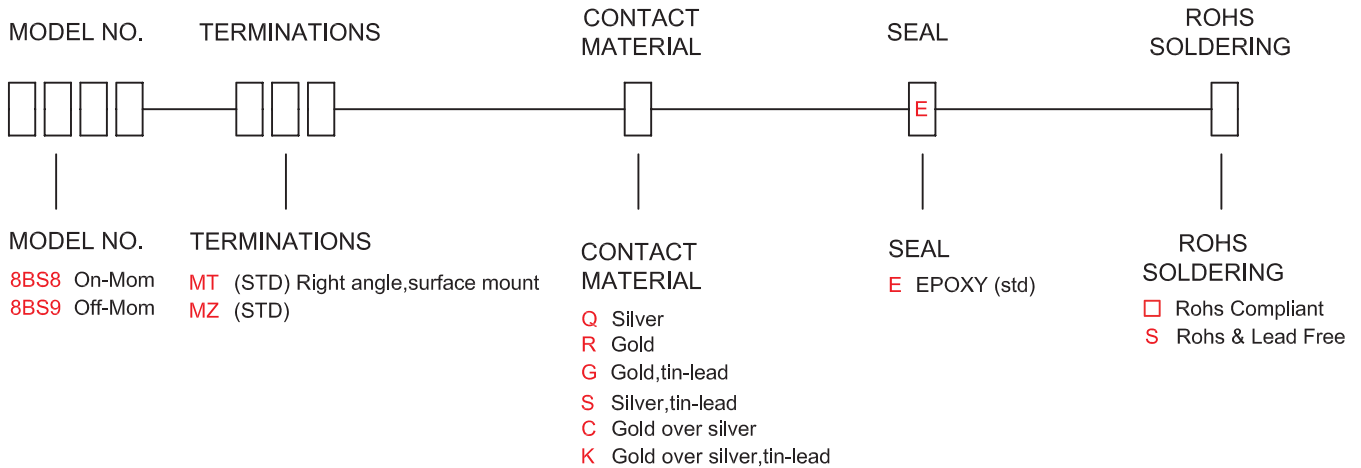 MODEL NO.
TERMINATIONS
CONTACT
MATERIAL
SEAL
ROHS
SOLDERING
E
MODEL NO.
8BS8 On-Mom
8BS9 Off-Mom
TERMINATIONS
MT (STD) Right angle,surface mount
MZ (STD)
CONTACT
MATERIAL
Q Silver
R Gold
G Gold,tin-lead
S Silver,tin-lead
C Gold over silver
K Gold over silver,tin-lead
SEAL
E EPOXY (std)
ROHS
SOLDERING
Rohs Compliant
S Rohs & Lead Free